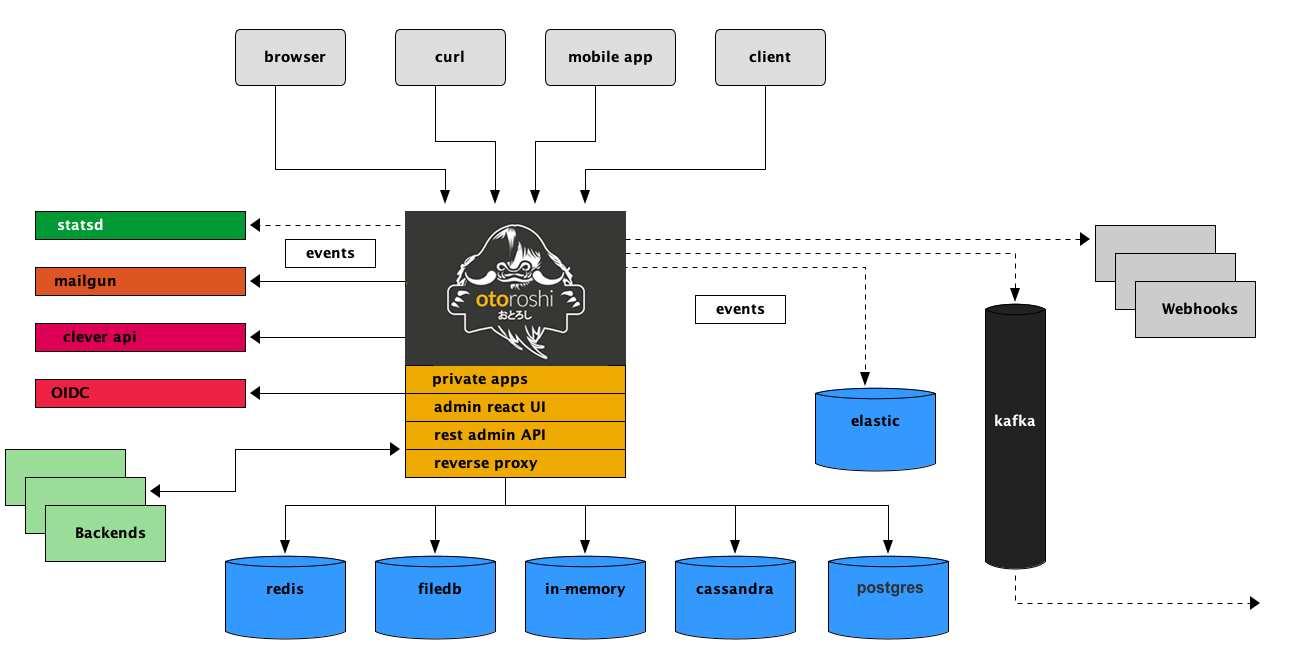 browser
curl
mobile app
client
statsd
events
mailgun
clever api
OIDC
otoroshi
おとろし
private apps
admin react UI
rest admin API
reverse proxy
events
Webhooks
elastic
kafka
Backends
redis
filedb
in-memory
cassandra
postgres